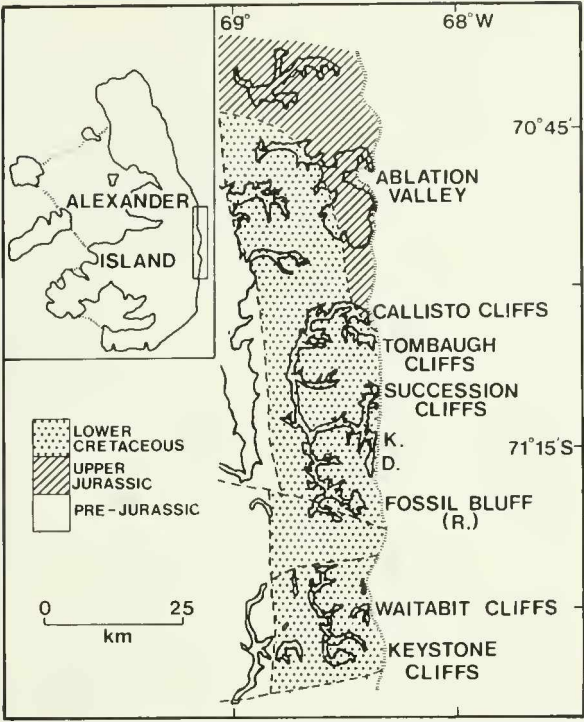 69°
68°W
70°45'
ALEXANDER
ISLAND
ABLATION
VALLEY
CALLISTO CLIFFS
TOMBAUGH
CLIFFS
SUCCESSION
CLIFFS
K.
71°15'S
D.
LOWER
CRETACEOUS
UPPER
JURASSIC
PRE-JURASSIC
FOSSIL BLUFF
(R.)
0 25
km
WAITABIT CLIFFS
KEYSTONE
CLIFFS